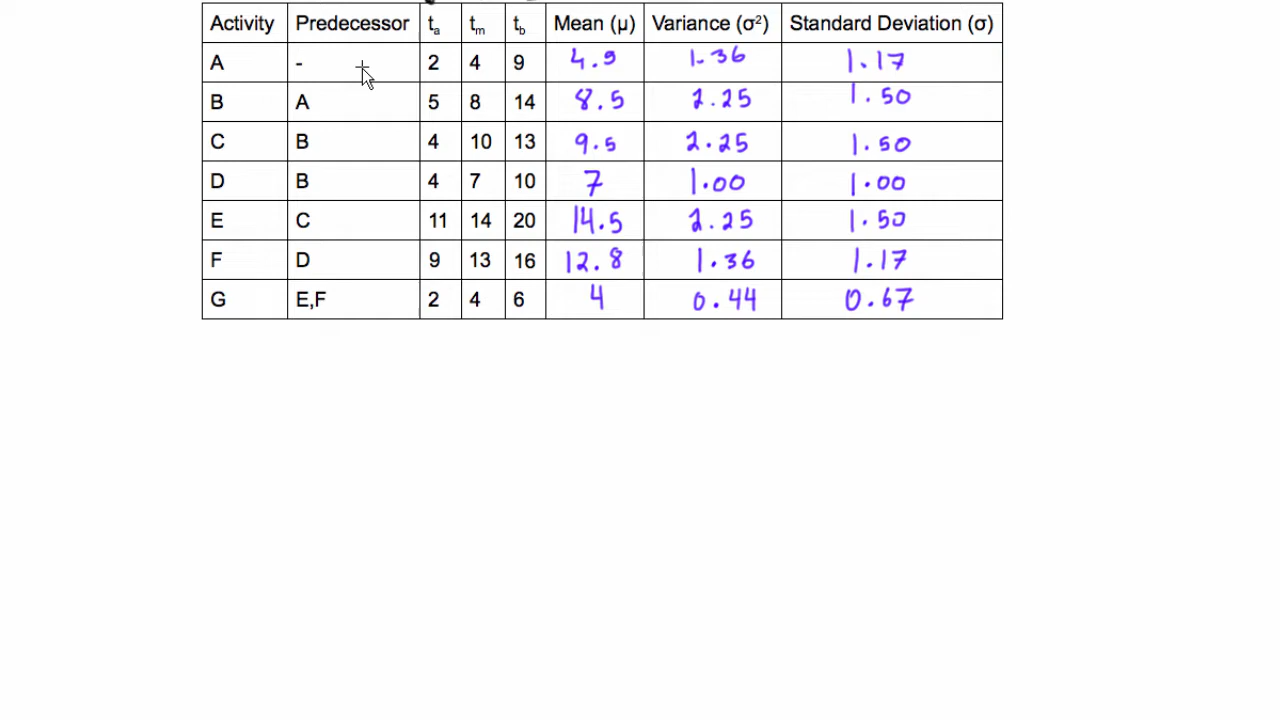 Activity Predecessor ta tm tb Mean (μ) Variance (σ²) Standard Deviation (σ)
A - 2 4 9 4.5 1.36 1.17
B A 5 8 14 8.5 2.25 1.50
C B 4 10 13 9.5 2.25 1.50
D B 4 7 10 7 1.00 1.00
E C 11 14 20 14.5 2.25 1.50
F D 9 13 16 12.8 1.36 1.17
G E,F 2 4 6 4 0.44 0.67